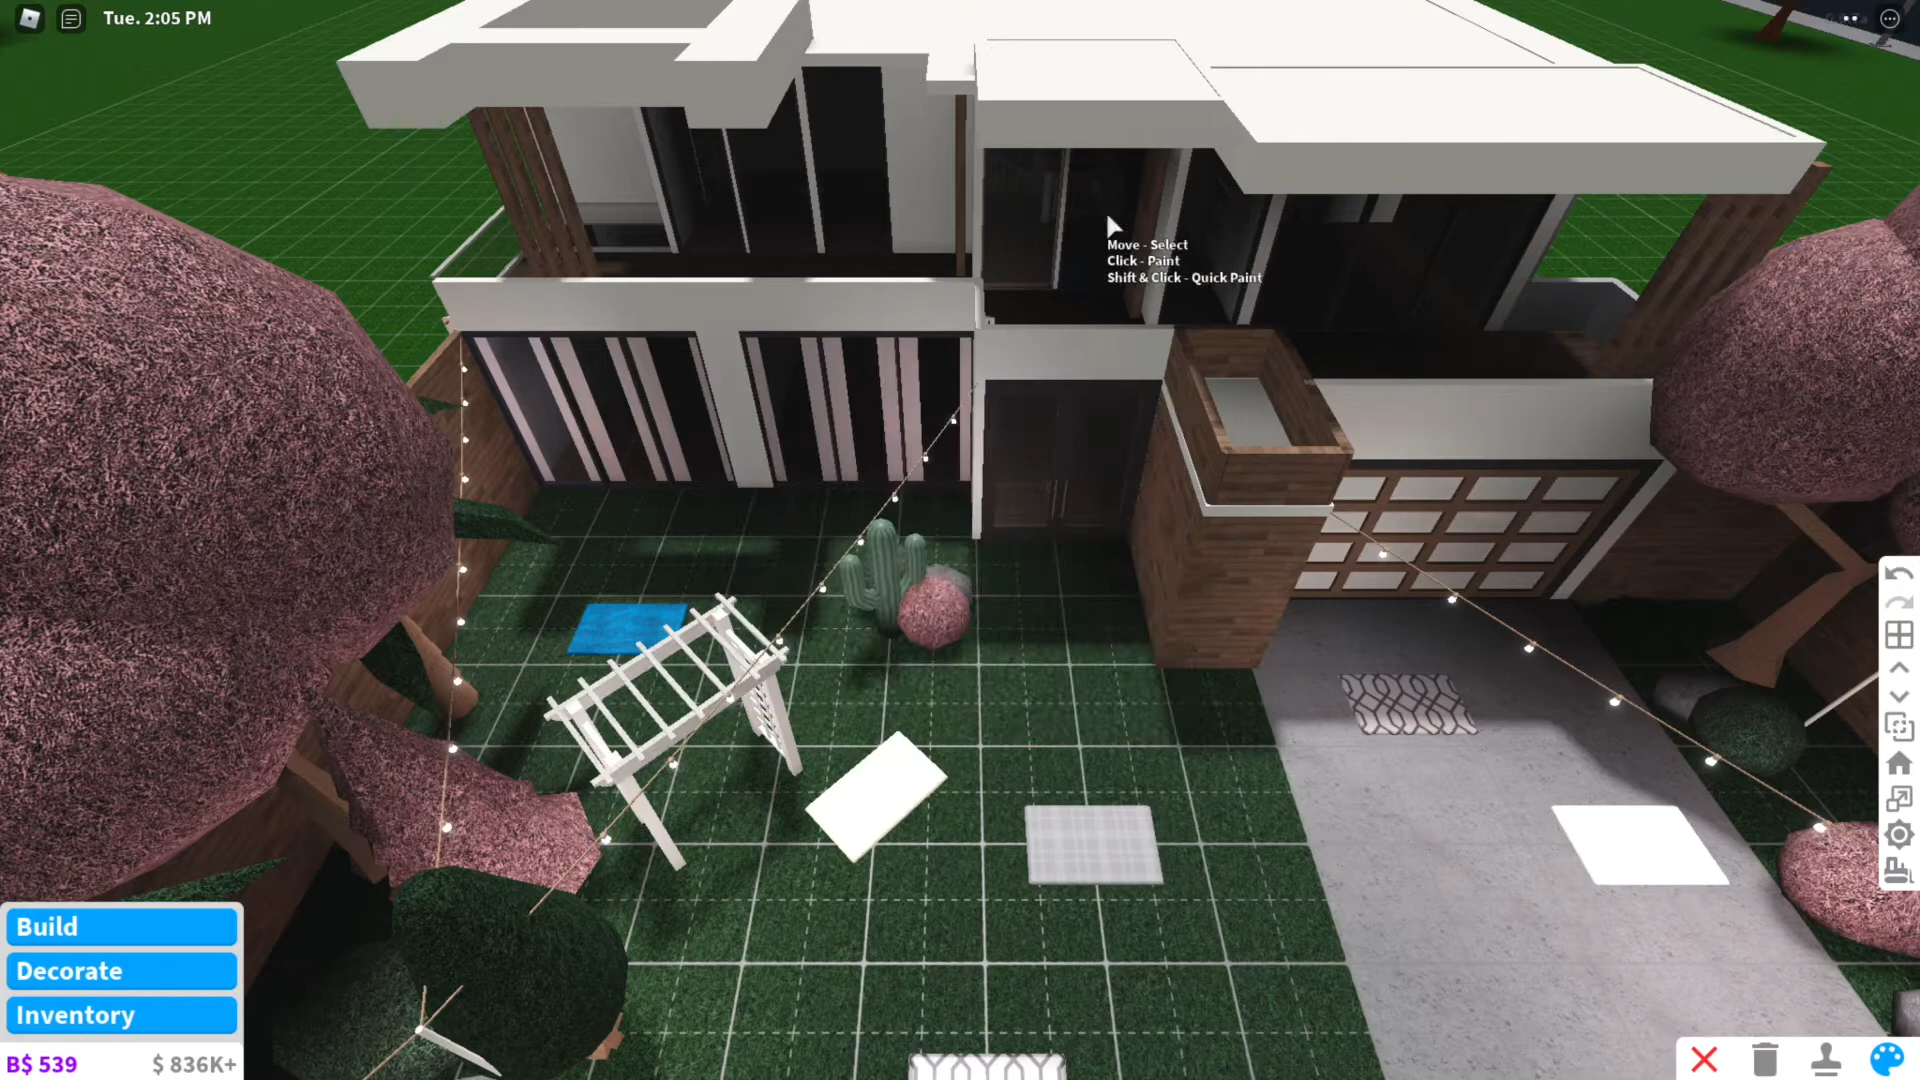 Tue. 2:05 PM
Move - Select
Click - Paint
Shift & Click - Quick Paint
Build
Decorate
Inventory
B$ 539
$ 836K+